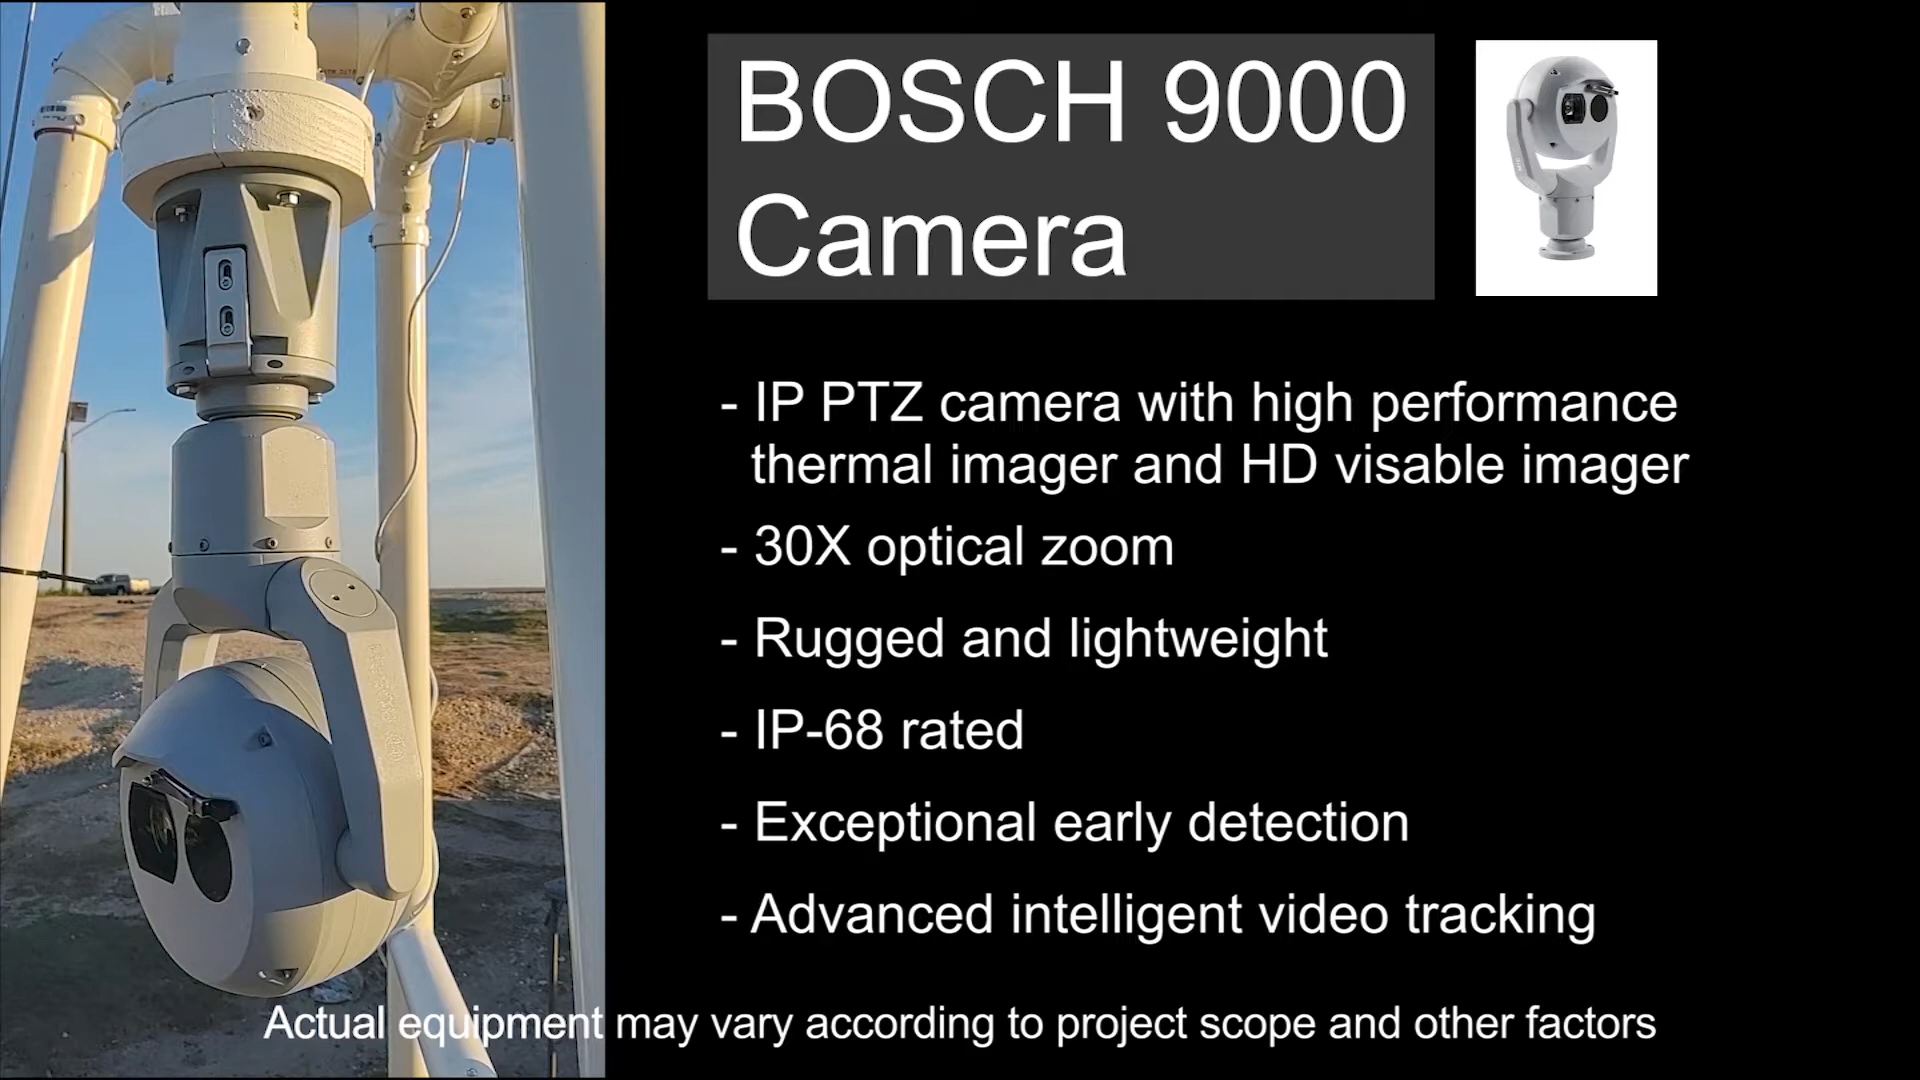 BOSCH 9000
Camera
- IP PTZ camera with high performance
thermal imager and HD visable imager
- 30X optical zoom
- Rugged and lightweight
- IP-68 rated
- Exceptional early detection
- Advanced intelligent video tracking
Actual equipment may vary according to project scope and other factors